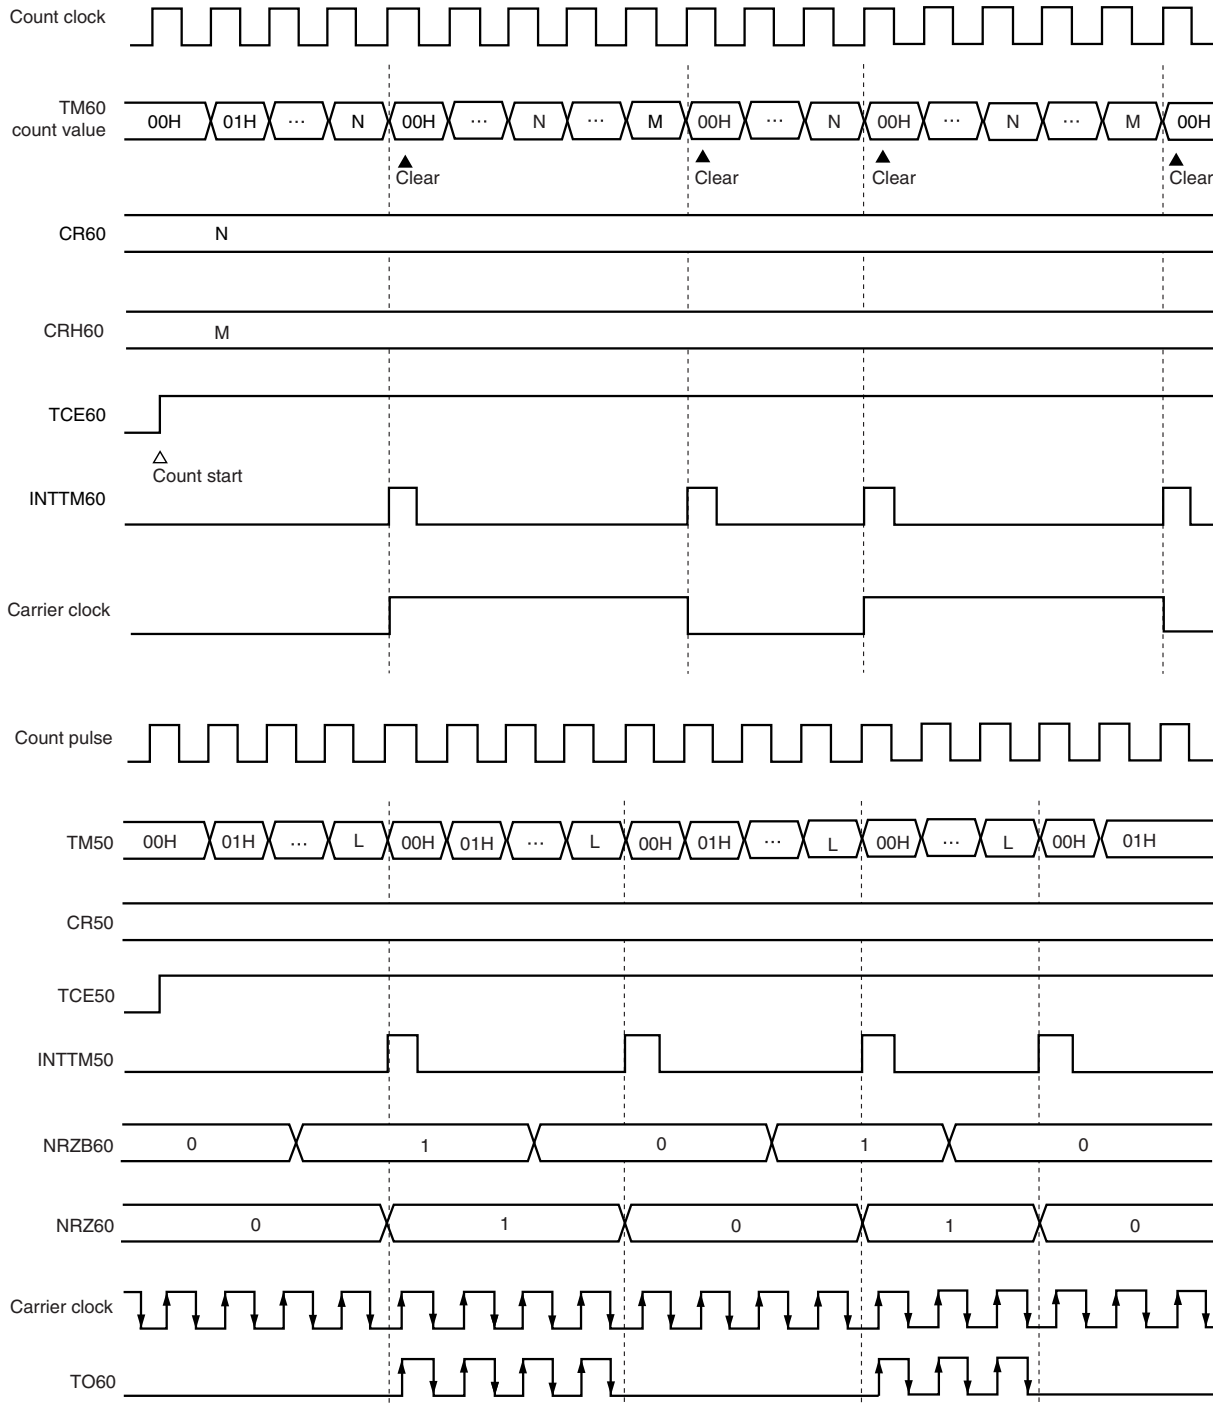 Count clock
TM60
count value
00H 01H ... N 00H ... N ... M 00H ... N 00H ... N ... M 00H
Clear Clear Clear Clear
CR60 N
CRH60 M
TCE60
Count start
INTTM60
Carrier clock
Count pulse
TM50 00H 01H ... L 00H 01H ... L 00H 01H ... L 00H ... L 00H 01H
CR50
TCE50
INTTM50
NRZB60 0 1 0 1 0
NRZ60 0 1 0 1 0
Carrier clock
TO60